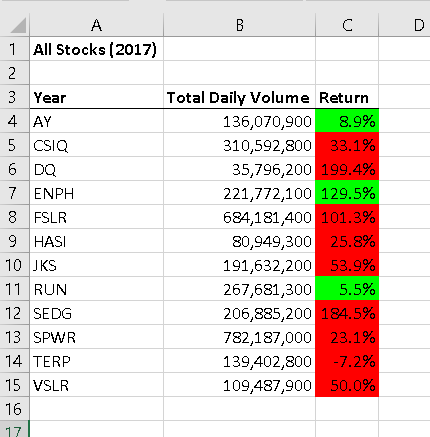 A B C D
1 All Stocks (2017)
2
3 Year Total Daily Volume Return
4 AY 136,070,900 8.9%
5 CSIQ 310,592,800 33.1%
6 DQ 35,796,200 199.4%
7 ENPH 221,772,100 129.5%
8 FSLR 684,181,400 101.3%
9 HASI 80,949,300 25.8%
10 JKS 191,632,200 53.9%
11 RUN 267,681,300 5.5%
12 SEDG 206,885,200 184.5%
13 SPWR 782,187,000 23.1%
14 TERP 139,402,800 -7.2%
15 VSLR 109,487,900 50.0%
16
17